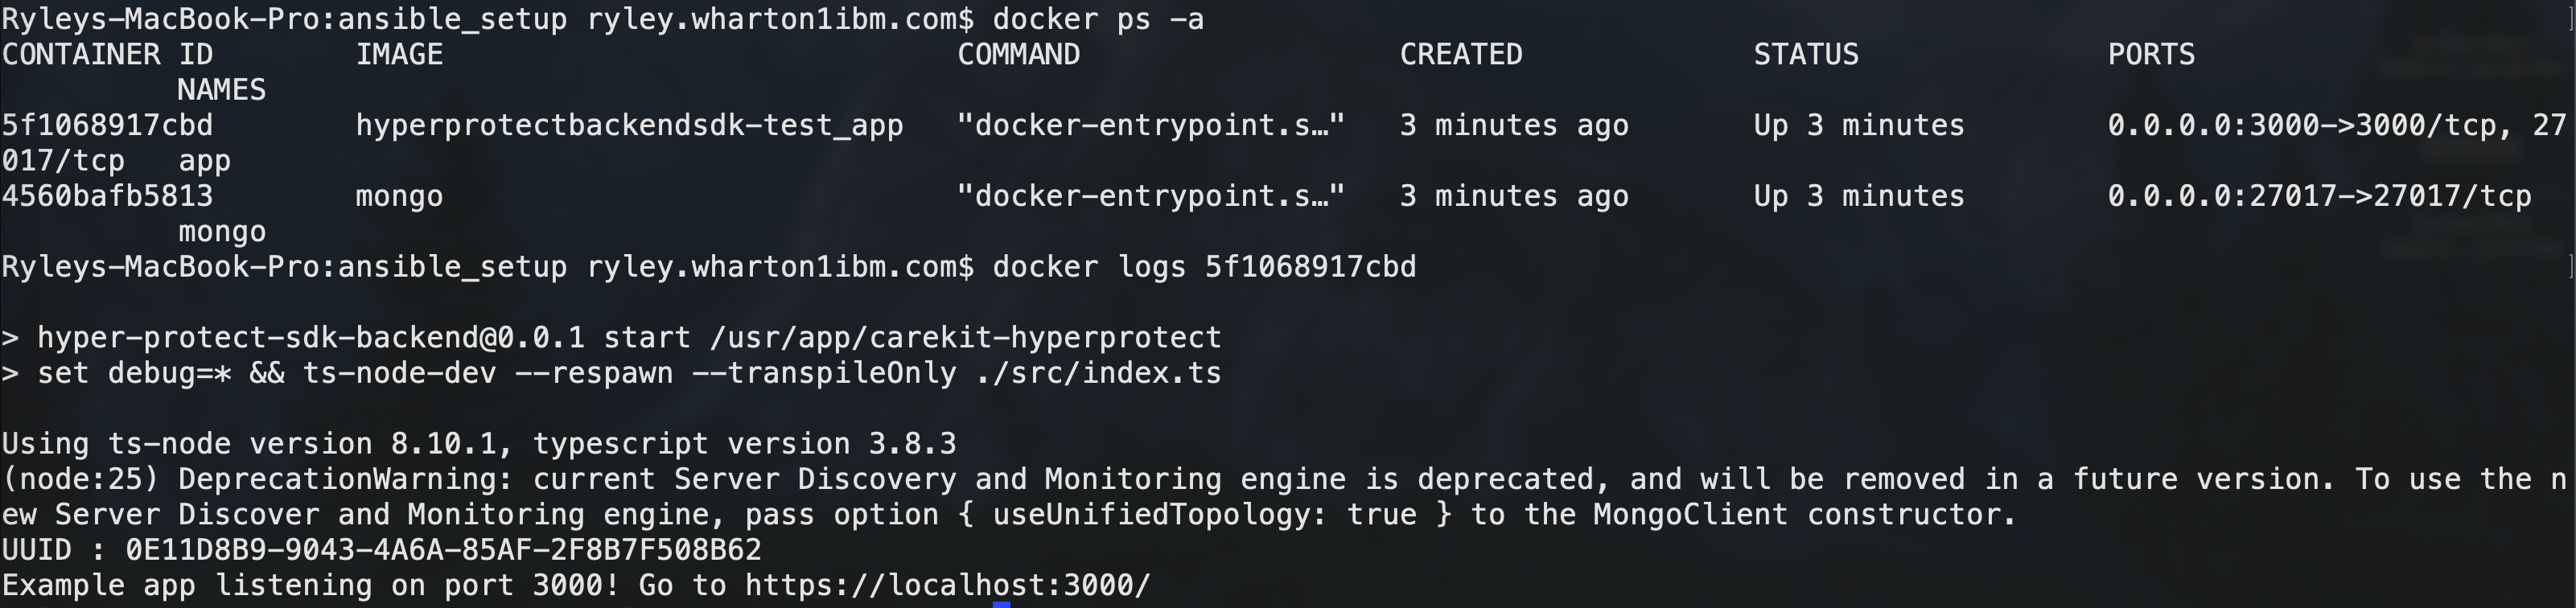 Ryleys-MacBook-Pro:ansible_setup ryley.wharton1ibm.com$ docker ps -a ]
CONTAINER ID        IMAGE                             COMMAND                  CREATED             STATUS              PORTS
          NAMES
5f1068917cbd        hyperprotectbackendsdk-test_app   "docker-entrypoint.s…"   3 minutes ago       Up 3 minutes        0.0.0.0:3000->3000/tcp, 27
017/tcp   app
4560bafb5813        mongo                             "docker-entrypoint.s…"   3 minutes ago       Up 3 minutes        0.0.0.0:27017->27017/tcp
          mongo
Ryleys-MacBook-Pro:ansible_setup ryley.wharton1ibm.com$ docker logs 5f1068917cbd ]
> hyper-protect-sdk-backend@0.0.1 start /usr/app/carekit-hyperprotect
> set debug=* && ts-node-dev --respawn --transpileOnly ./src/index.ts
Using ts-node version 8.10.1, typescript version 3.8.3
(node:25) DeprecationWarning: current Server Discovery and Monitoring engine is deprecated, and will be removed in a future version. To use the n
ew Server Discover and Monitoring engine, pass option { useUnifiedTopology: true } to the MongoClient constructor.
UUID : 0E11D8B9-9043-4A6A-85AF-2F8B7F508B62
Example app listening on port 3000! Go to https://localhost:3000/